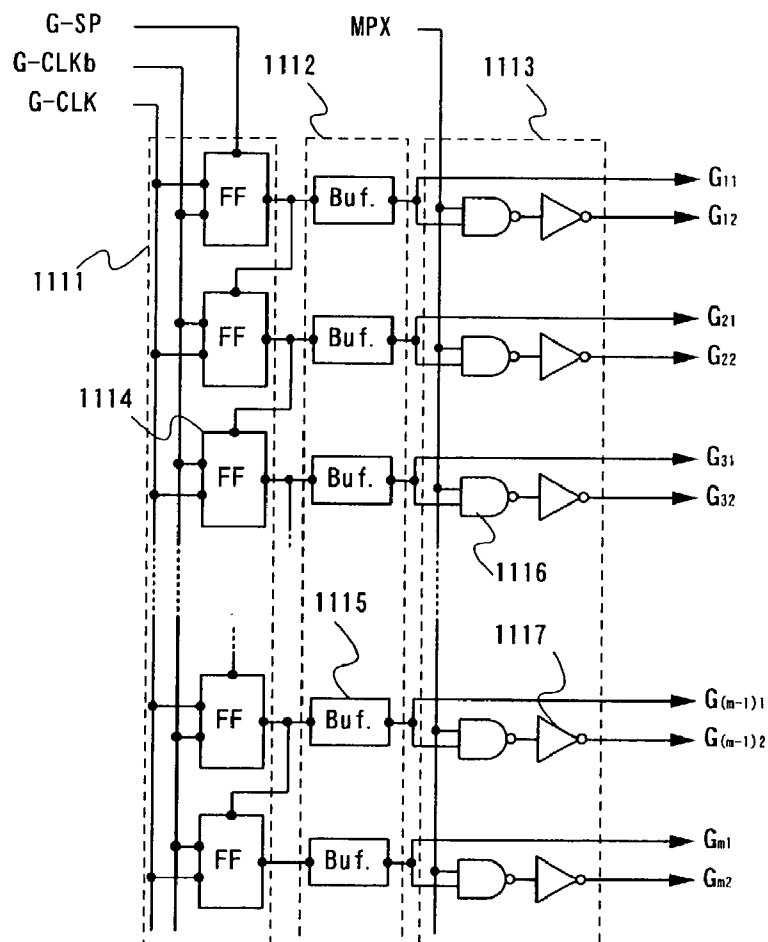 G-SP
MPX
G-CLKb
1112
1113
G-CLK
FF
Buf.
G11
G12
1111
FF
Buf.
G21
G22
1114
FF
Buf.
G31
G32
1116
1115
1117
FF
Buf.
G(m-1)1
G(m-1)2
FF
Buf.
Gm1
Gm2